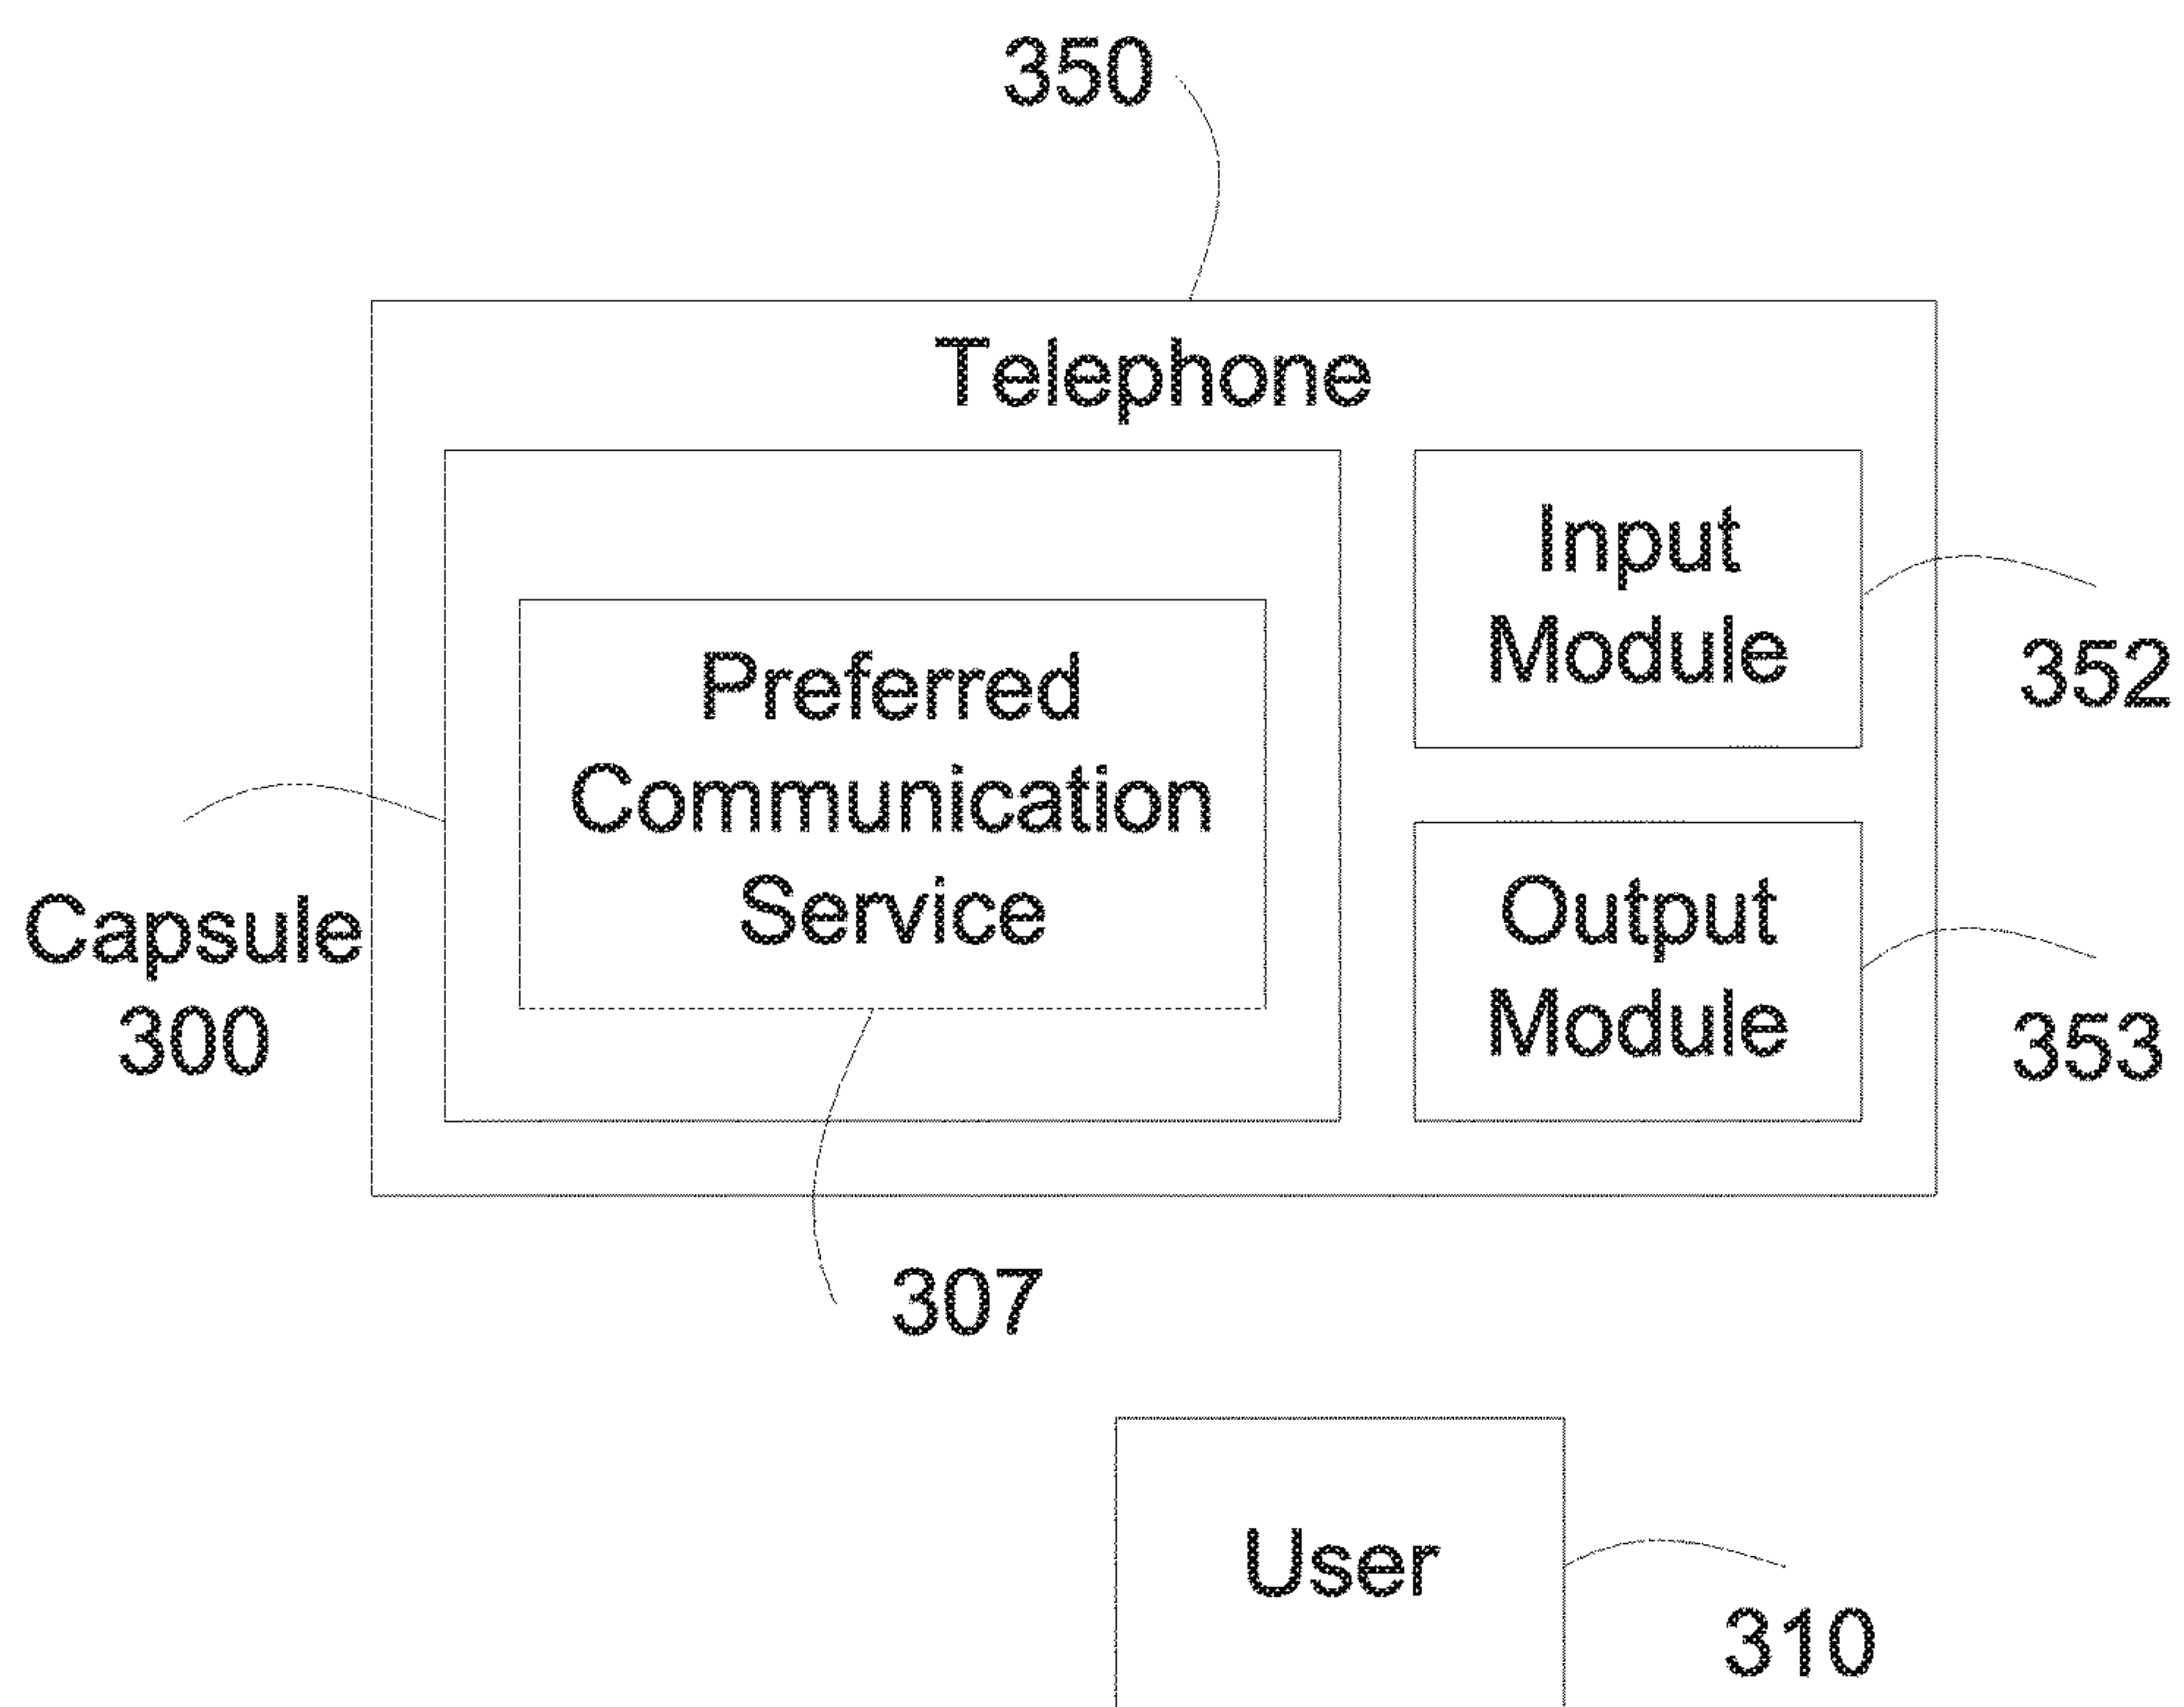 350
Telephone
Input
Module
352
Preferred
Communication
Service
Capsule
300
Output
Module
353
307
User
310